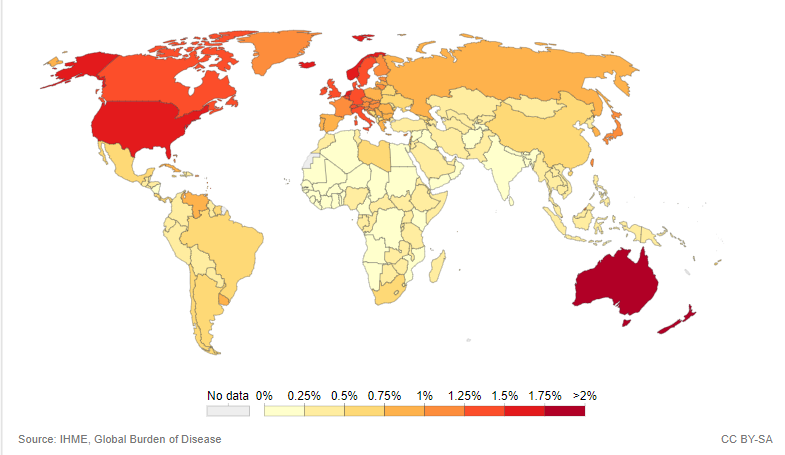 No data 0% 0.25% 0.5% 0.75% 1% 1.25% 1.5% 1.75% >2%
Source: IHME, Global Burden of Disease CC BY-SA